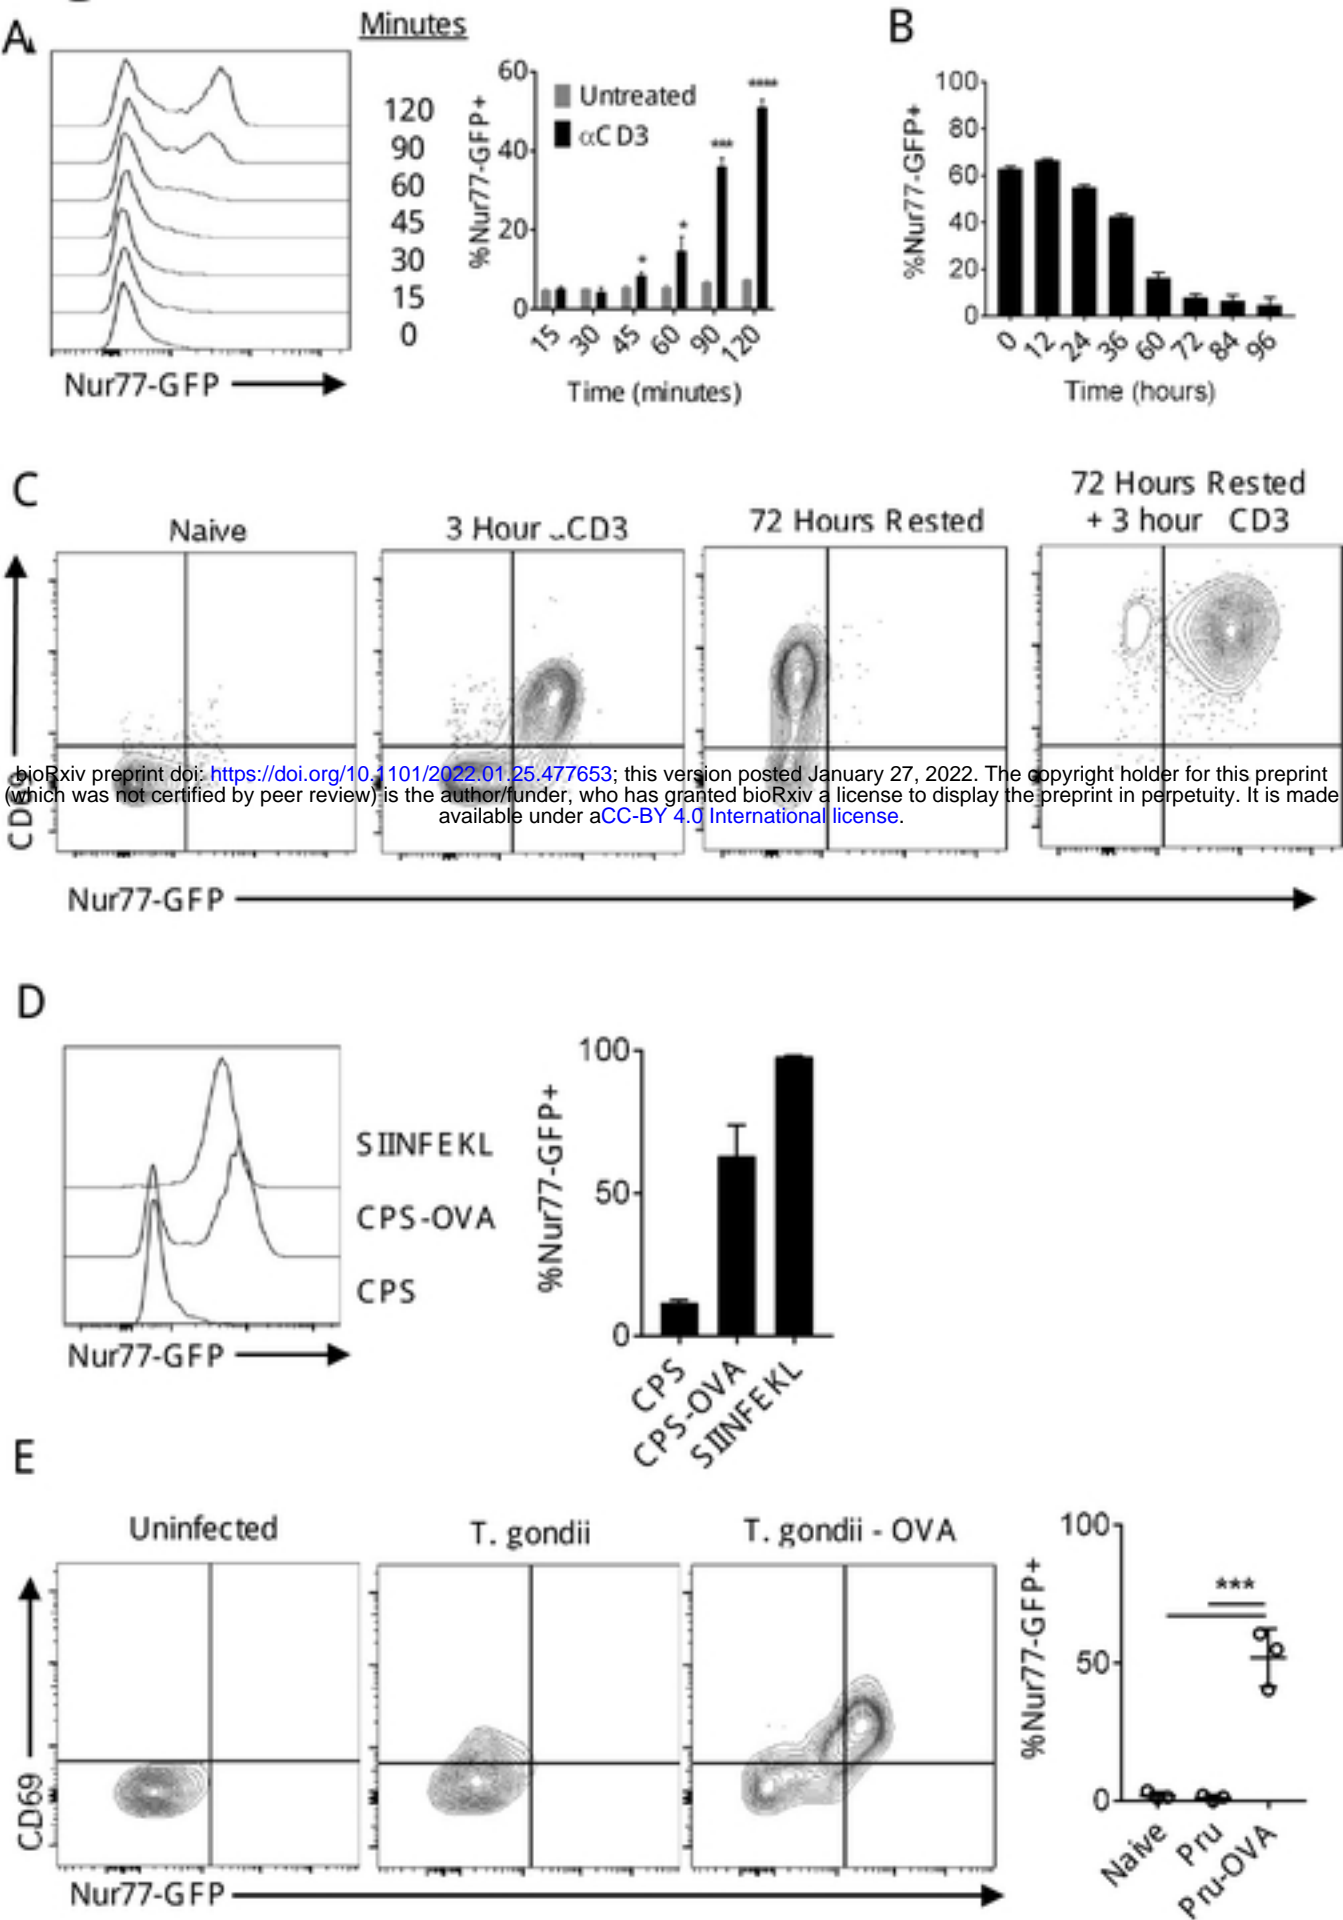 A
Minutes
120
90
60
45
30
15
0
Nur77-GFP
%Nur77-GFP+
60
40
20
0
Untreated
αCD3
*
*
***
****
15 30 45 60 90 120
Time (minutes)
B
%Nur77-GFP+
100
80
60
40
20
0
0 12 24 36 60 72 84 96
Time (hours)
C
Naive
3 Hour CD3
72 Hours Rested
72 Hours Rested
+ 3 hour CD3
bioRxiv preprint doi: https://doi.org/10.1101/2022.01.25.477653; this version posted January 27, 2022. The copyright holder for this preprint
(which was not certified by peer review) is the author/funder, who has granted bioRxiv a license to display the preprint in perpetuity. It is made
available under aCC-BY 4.0 International license.
Nur77-GFP
D
SIINFEKL
CPS-OVA
CPS
Nur77-GFP
%Nur77-GFP+
100
50
0
CPS
CPS-OVA
SIINFEKL
E
Uninfected
T. gondii
T. gondii - OVA
CD69
Nur77-GFP
%Nur77-GFP+
100
50
0
***
Naive
Pru
Pru-OVA